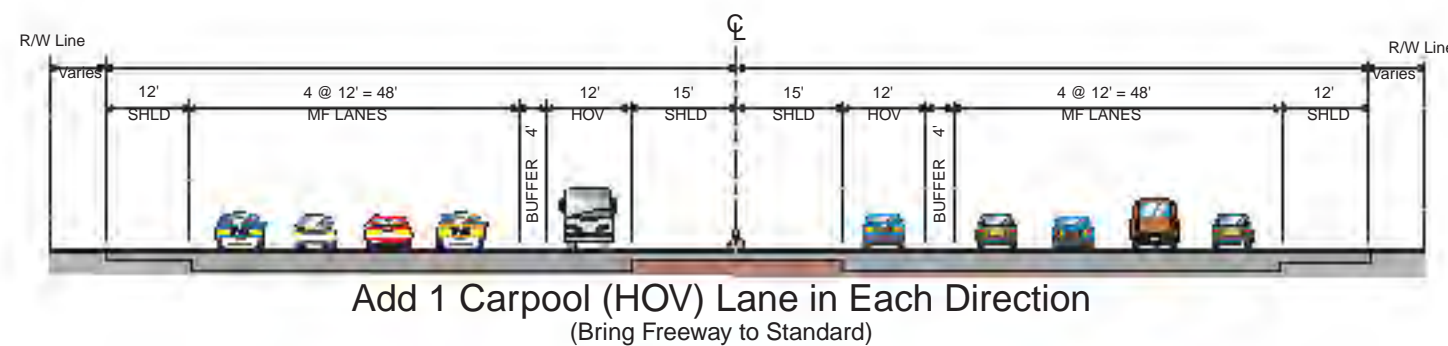 ℄
R/W Line
R/W Line
Varies
Varies
12' 4 @ 12' = 48' 12' 15' 15' 12' 4 @ 12' = 48' 12'
SHLD MF LANES BUFFER 4' HOV SHLD SHLD HOV BUFFER 4' MF LANES SHLD
Add 1 Carpool (HOV) Lane in Each Direction
(Bring Freeway to Standard)